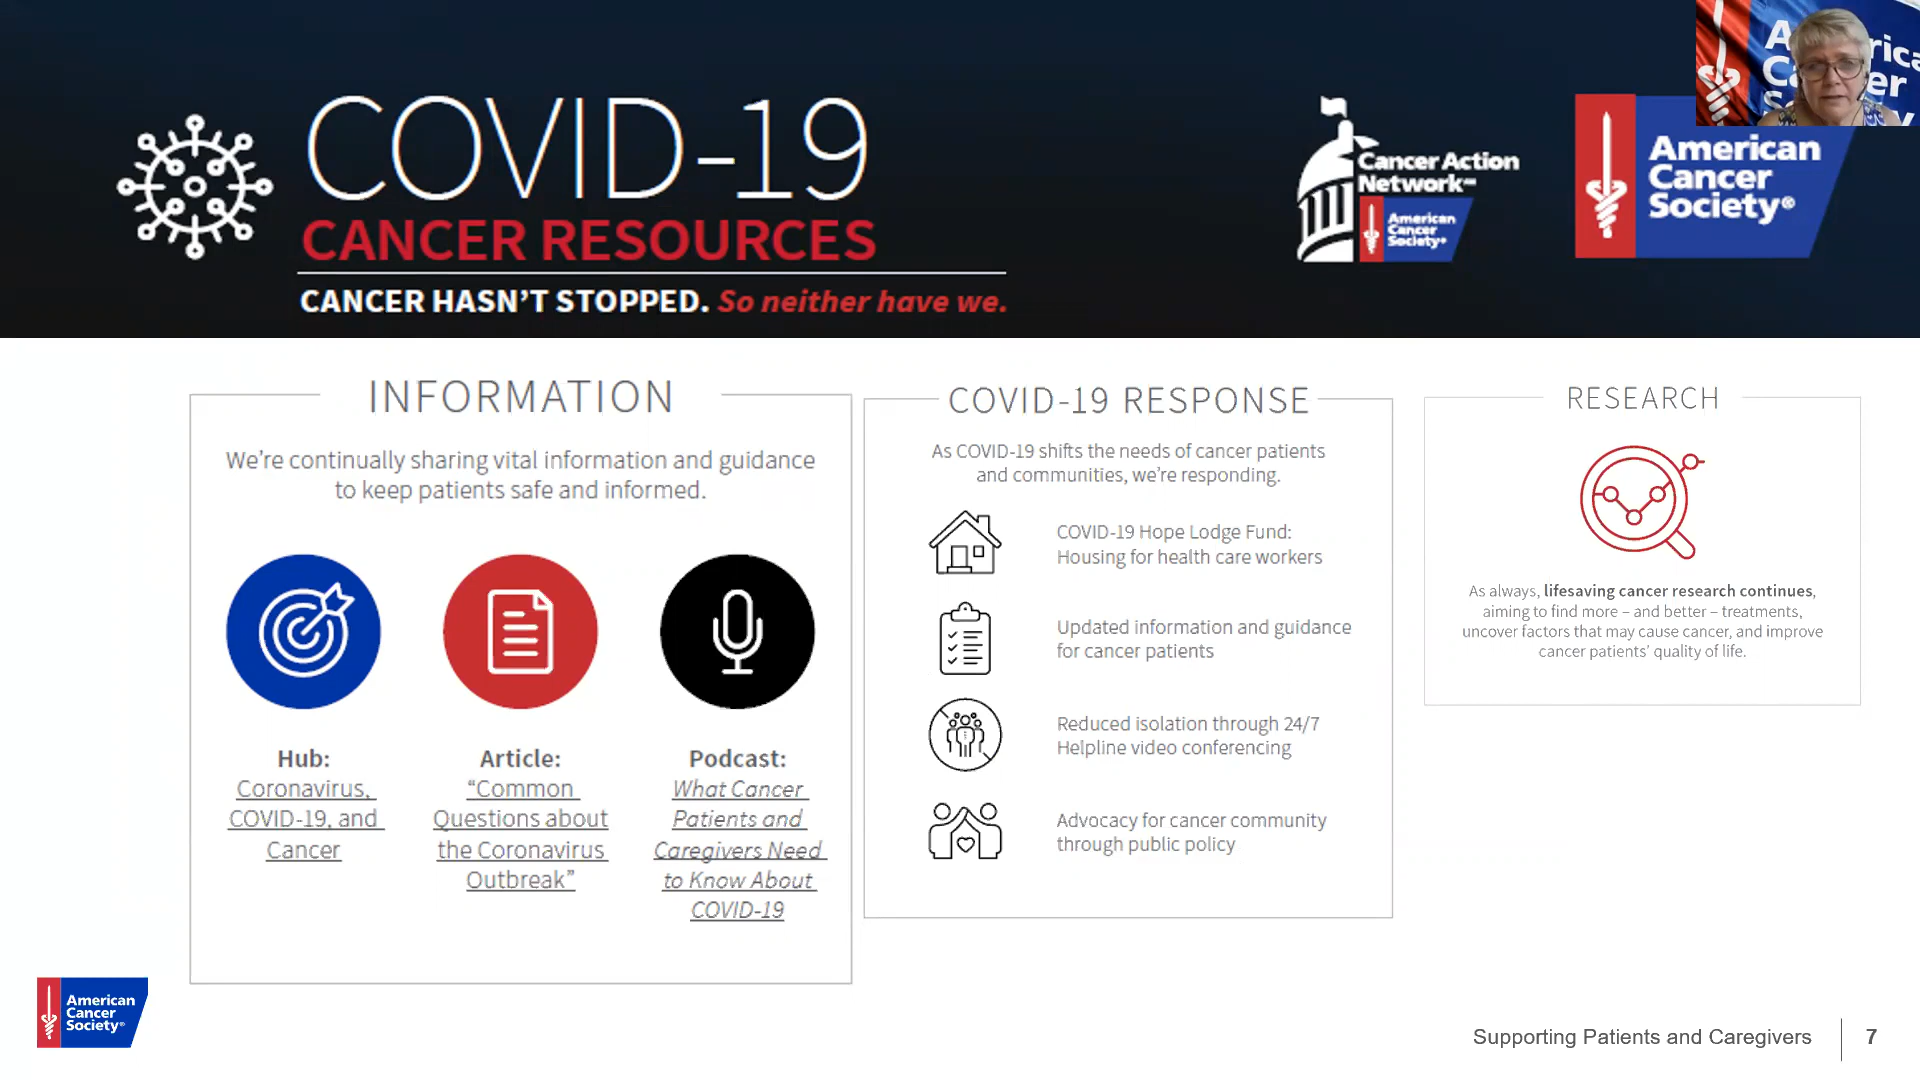 COVID-19
CANCER RESOURCES
CANCER HASN'T STOPPED. So neither have we.
Cancer Action
Network℠
American
Cancer
Society®
American
Cancer
Society®
INFORMATION
We're continually sharing vital information and guidance
to keep patients safe and informed.
Hub:
Coronavirus,
COVID-19, and
Cancer
Article:
“Common
Questions about
the Coronavirus
Outbreak”
Podcast:
What Cancer
Patients and
Caregivers Need
to Know About
COVID-19
COVID-19 RESPONSE
As COVID-19 shifts the needs of cancer patients
and communities, we're responding.
COVID-19 Hope Lodge Fund:
Housing for health care workers
Updated information and guidance
for cancer patients
Reduced isolation through 24/7
Helpline video conferencing
Advocacy for cancer community
through public policy
RESEARCH
As always, lifesaving cancer research continues,
aiming to find more – and better – treatments,
uncover factors that may cause cancer, and improve
cancer patients' quality of life.
American
Cancer
Society®
Supporting Patients and Caregivers
7